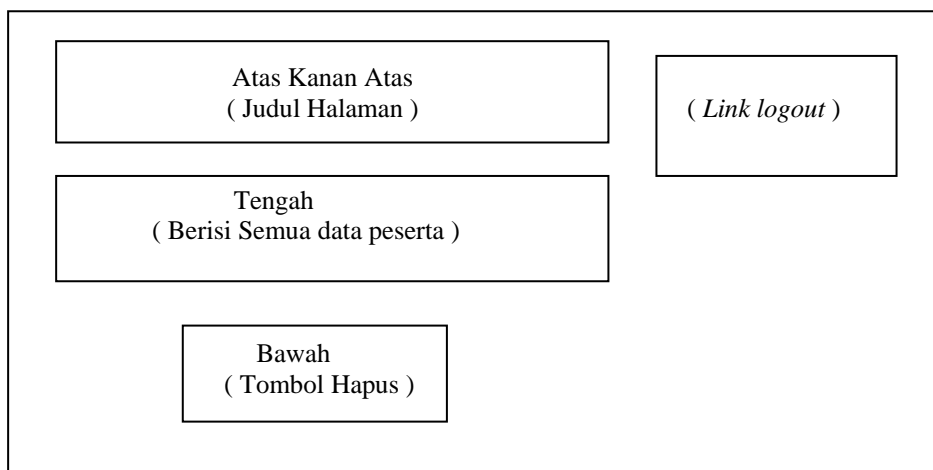 Atas Kanan Atas
( Judul Halaman )
( Link logout )
Tengah
( Berisi Semua data peserta )
Bawah
( Tombol Hapus )